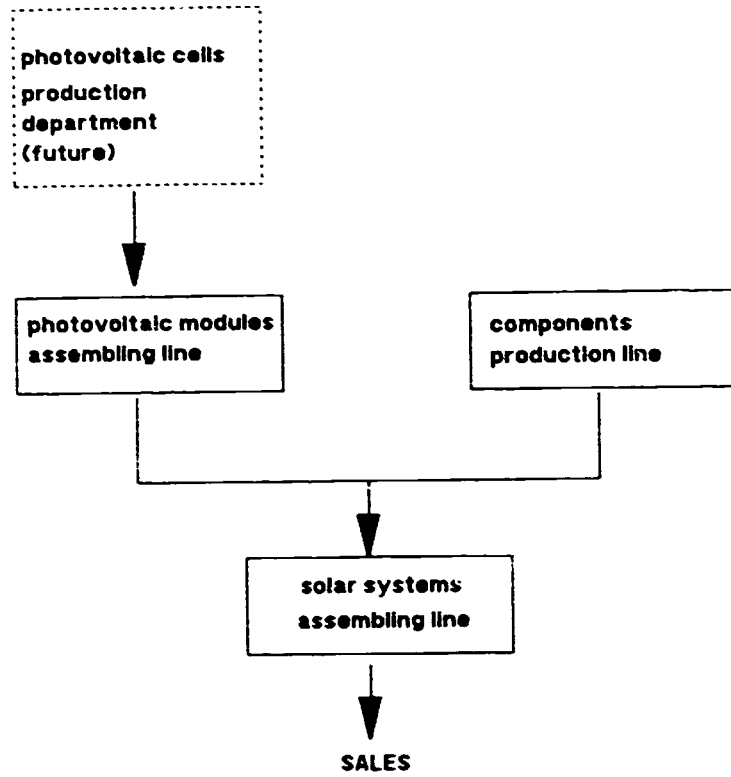 photovoltaic cells
production
department
(future)
photovoltaic modules
assembling line
components
production line
solar systems
assembling line
SALES